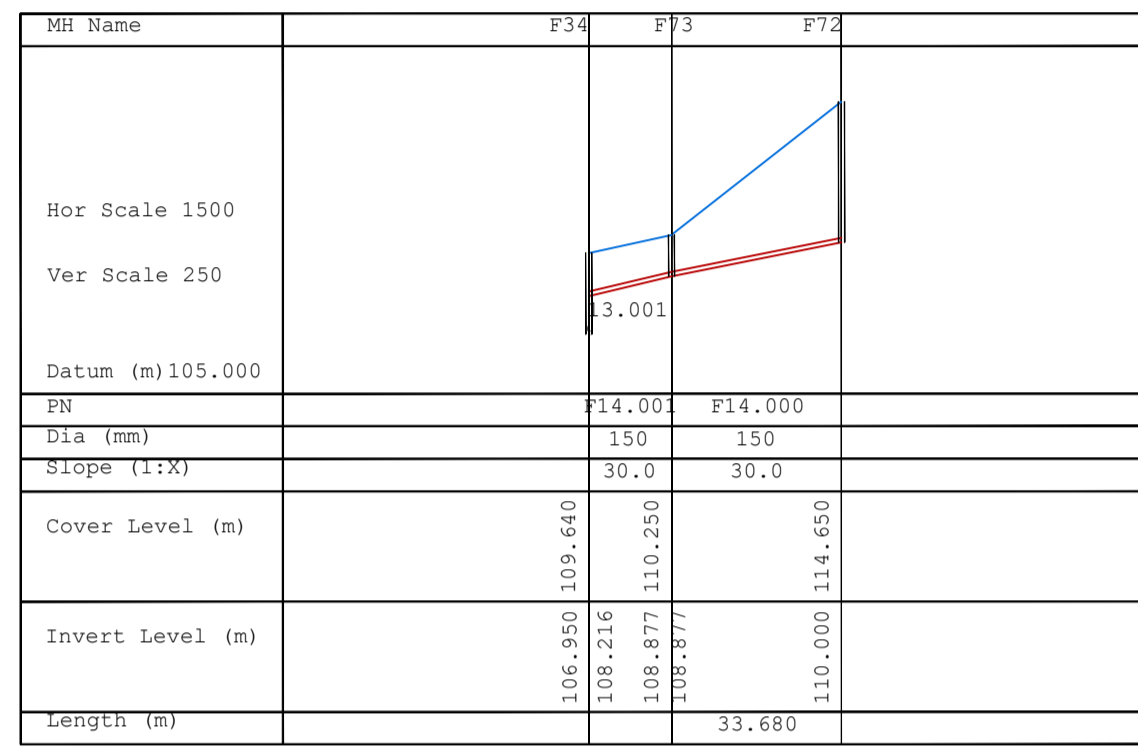 MH Name F34 F73 F72
Hor Scale 1500
Ver Scale 250
13.001
Datum (m)105.000
PN F14.001 F14.000
Dia (mm) 150 150
Slope (1:X) 30.0 30.0
Cover Level (m) 109.640 110.250 114.650
Invert Level (m) 106.950 108.216 108.877 108.877 110.000
Length (m) 33.680